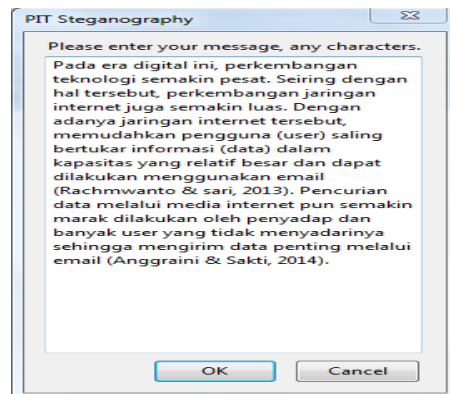 PIT Steganography
Please enter your message, any characters.
Pada era digital ini, perkembangan
teknologi semakin pesat. Seiring dengan
hal tersebut, perkembangan jaringan
internet juga semakin luas. Dengan
adanya jaringan internet tersebut,
memudahkan pengguna (user) saling
bertukar informasi (data) dalam
kapasitas yang relatif besar dan dapat
dilakukan menggunakan email
(Rachmwanto & sari, 2013). Pencurian
data melalui media internet pun semakin
marak dilakukan oleh penyadap dan
banyak user yang tidak menyadarinya
sehingga mengirim data penting melalui
email (Anggraini & Sakti, 2014).
OK Cancel